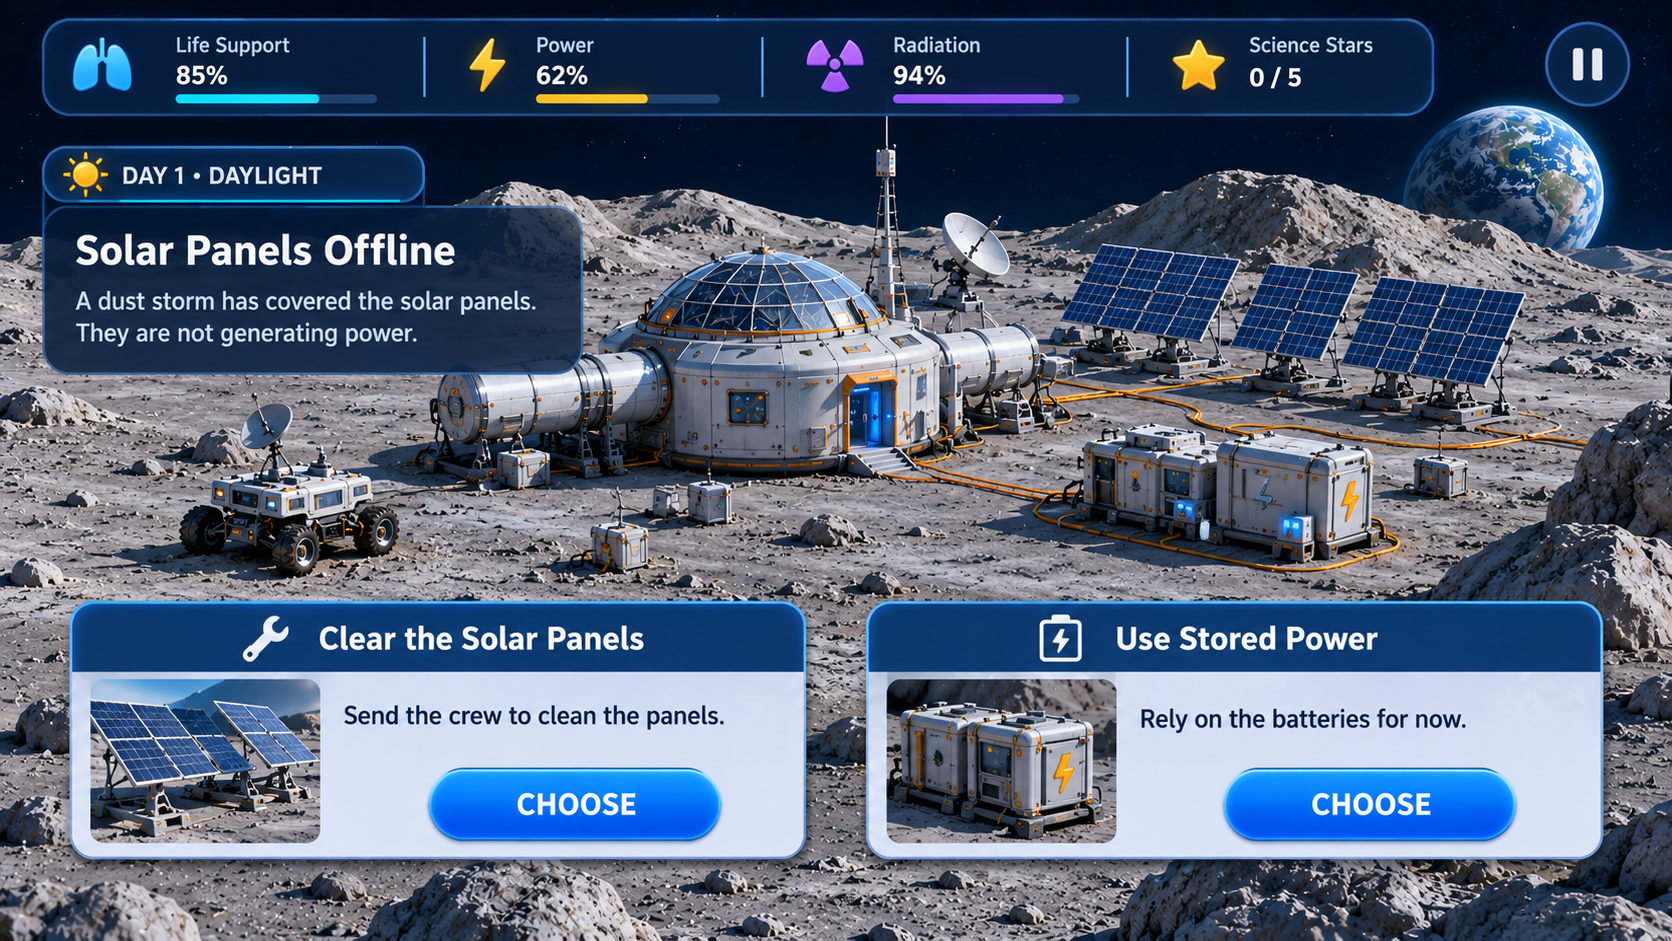 Life Support
85%
Power
62%
Radiation
94%
Science Stars
0 / 5
DAY 1 • DAYLIGHT
Solar Panels Offline
A dust storm has covered the solar panels.
They are not generating power.
Clear the Solar Panels
Send the crew to clean the panels.
CHOOSE
Use Stored Power
Rely on the batteries for now.
CHOOSE